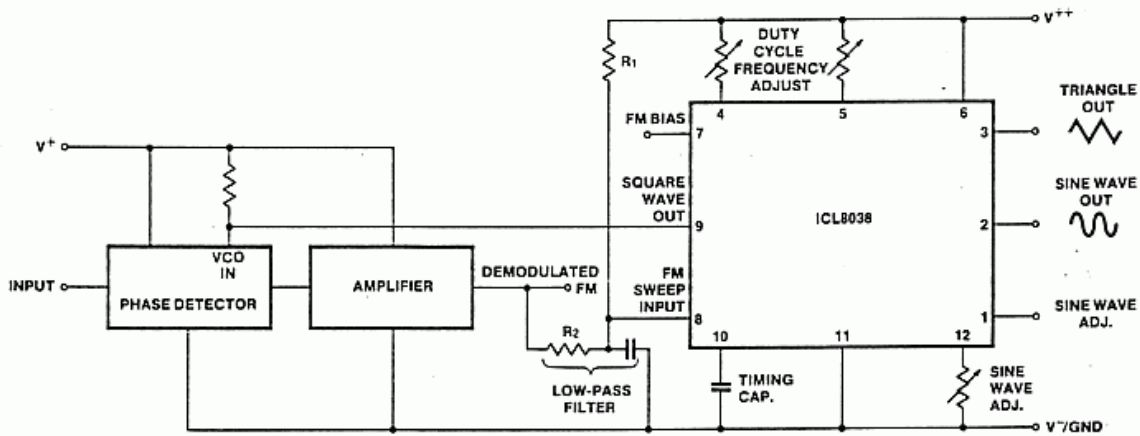 V++
DUTY
CYCLE
FREQUENCY
ADJUST
R1
4
5
6
TRIANGLE
OUT
FM BIAS
7
3
V+
SQUARE
WAVE
OUT
9
ICL8038
SINE WAVE
OUT
2
VCO
IN
INPUT
PHASE DETECTOR
AMPLIFIER
DEMODULATED
FM
FM
SWEEP
INPUT
8
1
SINE WAVE
ADJ.
R2
10
11
12
LOW-PASS
FILTER
TIMING
CAP.
SINE
WAVE
ADJ.
V-/GND